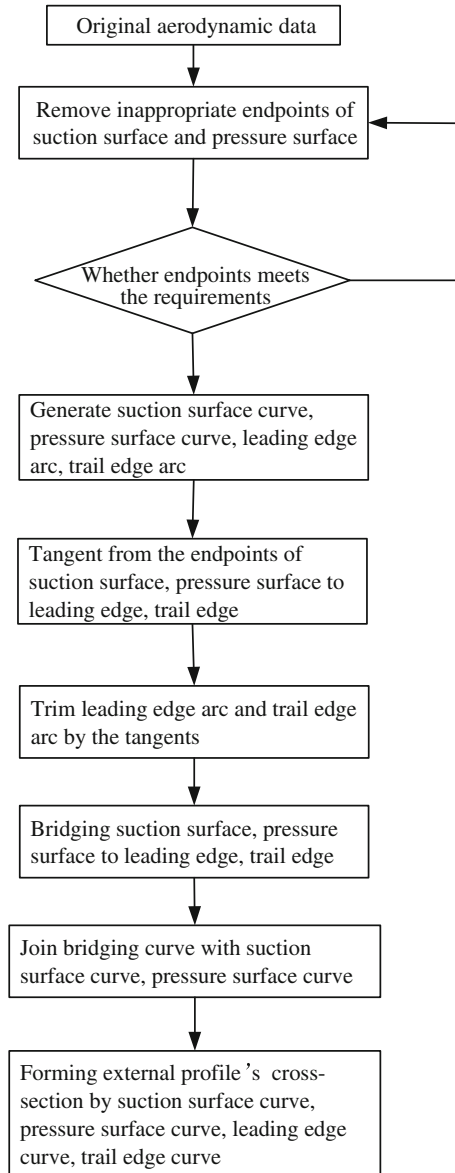 Original aerodynamic data
Remove inappropriate endpoints of
suction surface and pressure surface
Whether endpoints meets
the requirements
Generate suction surface curve,
pressure surface curve, leading edge
arc, trail edge arc
Tangent from the endpoints of
suction surface, pressure surface to
leading edge, trail edge
Trim leading edge arc and trail edge
arc by the tangents
Bridging suction surface, pressure
surface to leading edge, trail edge
Join bridging curve with suction
surface curve, pressure surface curve
Forming external profile's cross-
section by suction surface curve,
pressure surface curve, leading edge
curve, trail edge curve